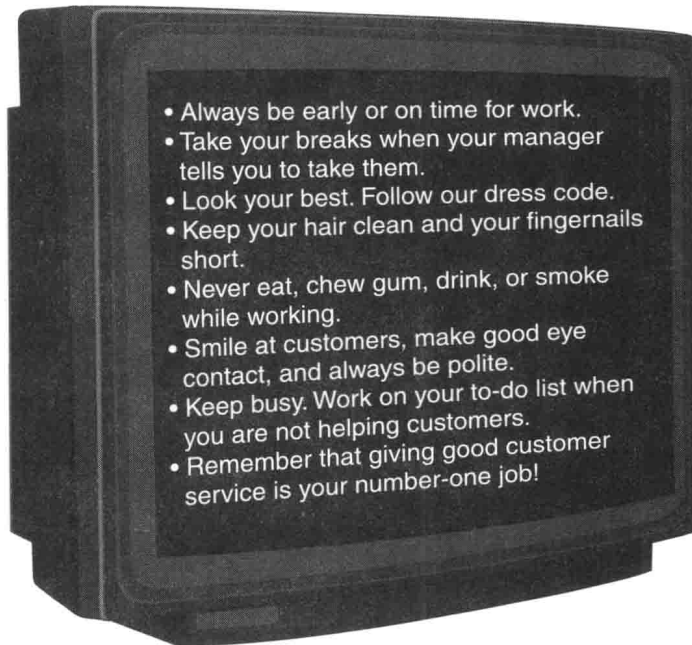 • Always be early or on time for work.
• Take your breaks when your manager
tells you to take them.
• Look your best. Follow our dress code.
• Keep your hair clean and your fingernails
short.
• Never eat, chew gum, drink, or smoke
while working.
• Smile at customers, make good eye
contact, and always be polite.
• Keep busy. Work on your to-do list when
you are not helping customers.
• Remember that giving good customer
service is your number-one job!